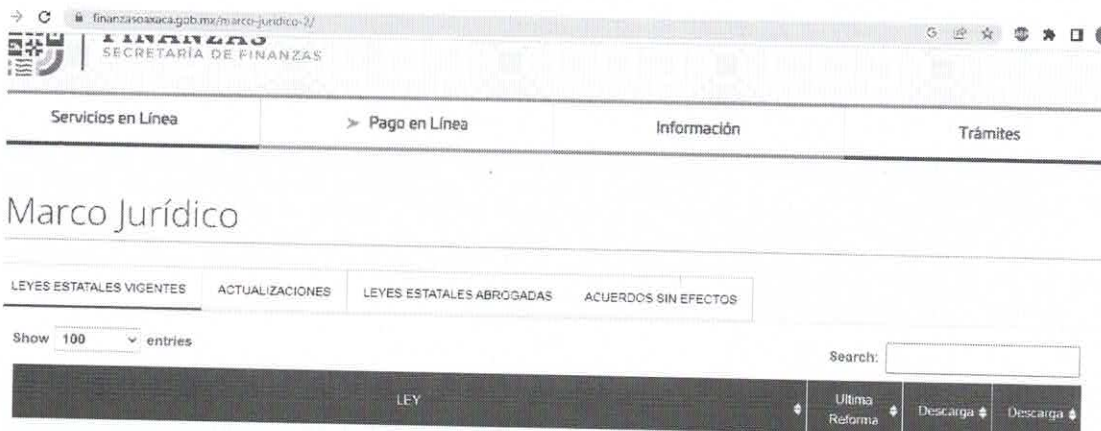 finanzasoaxaca.gob.mx/marco-juridico-2/
FINANZAS
SECRETARÍA DE FINANZAS
Servicios en Línea
➤ Pago en Línea
Información
Trámites
Marco Jurídico
LEYES ESTATALES VIGENTES
ACTUALIZACIONES
LEYES ESTATALES ABROGADAS
ACUERDOS SIN EFECTOS
Show 100 entries
Search:
LEY
Ultima
Reforma
Descarga
Descarga